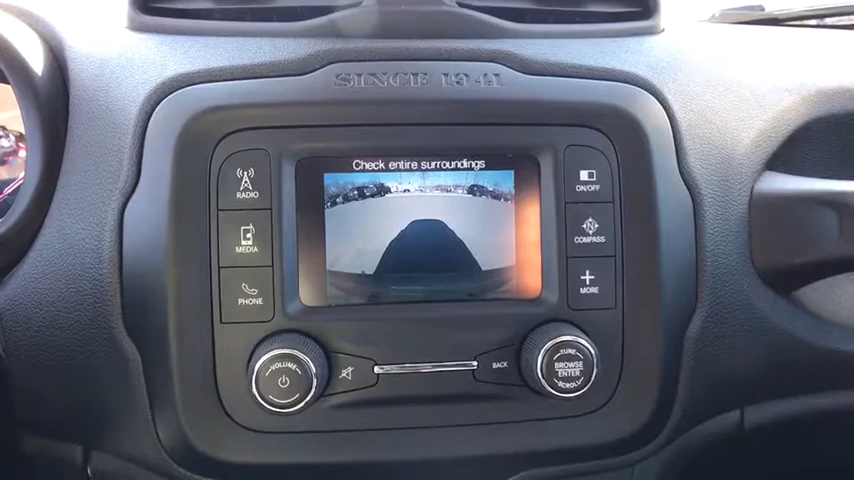 SINCE 1941
Check entire surroundings
RADIO
MEDIA
PHONE
ON/OFF
N
COMPASS
MORE
VOLUME
BACK
TUNE
BROWSE
ENTER
SCROLL